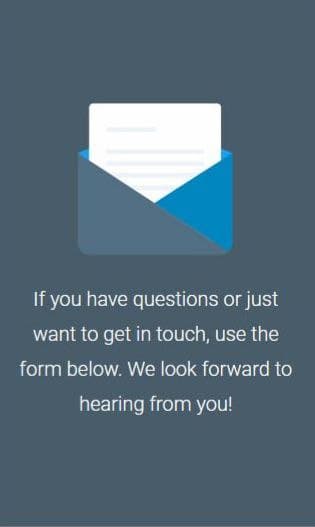 If you have questions or just
want to get in touch, use the
form below. We look forward to
hearing from you!